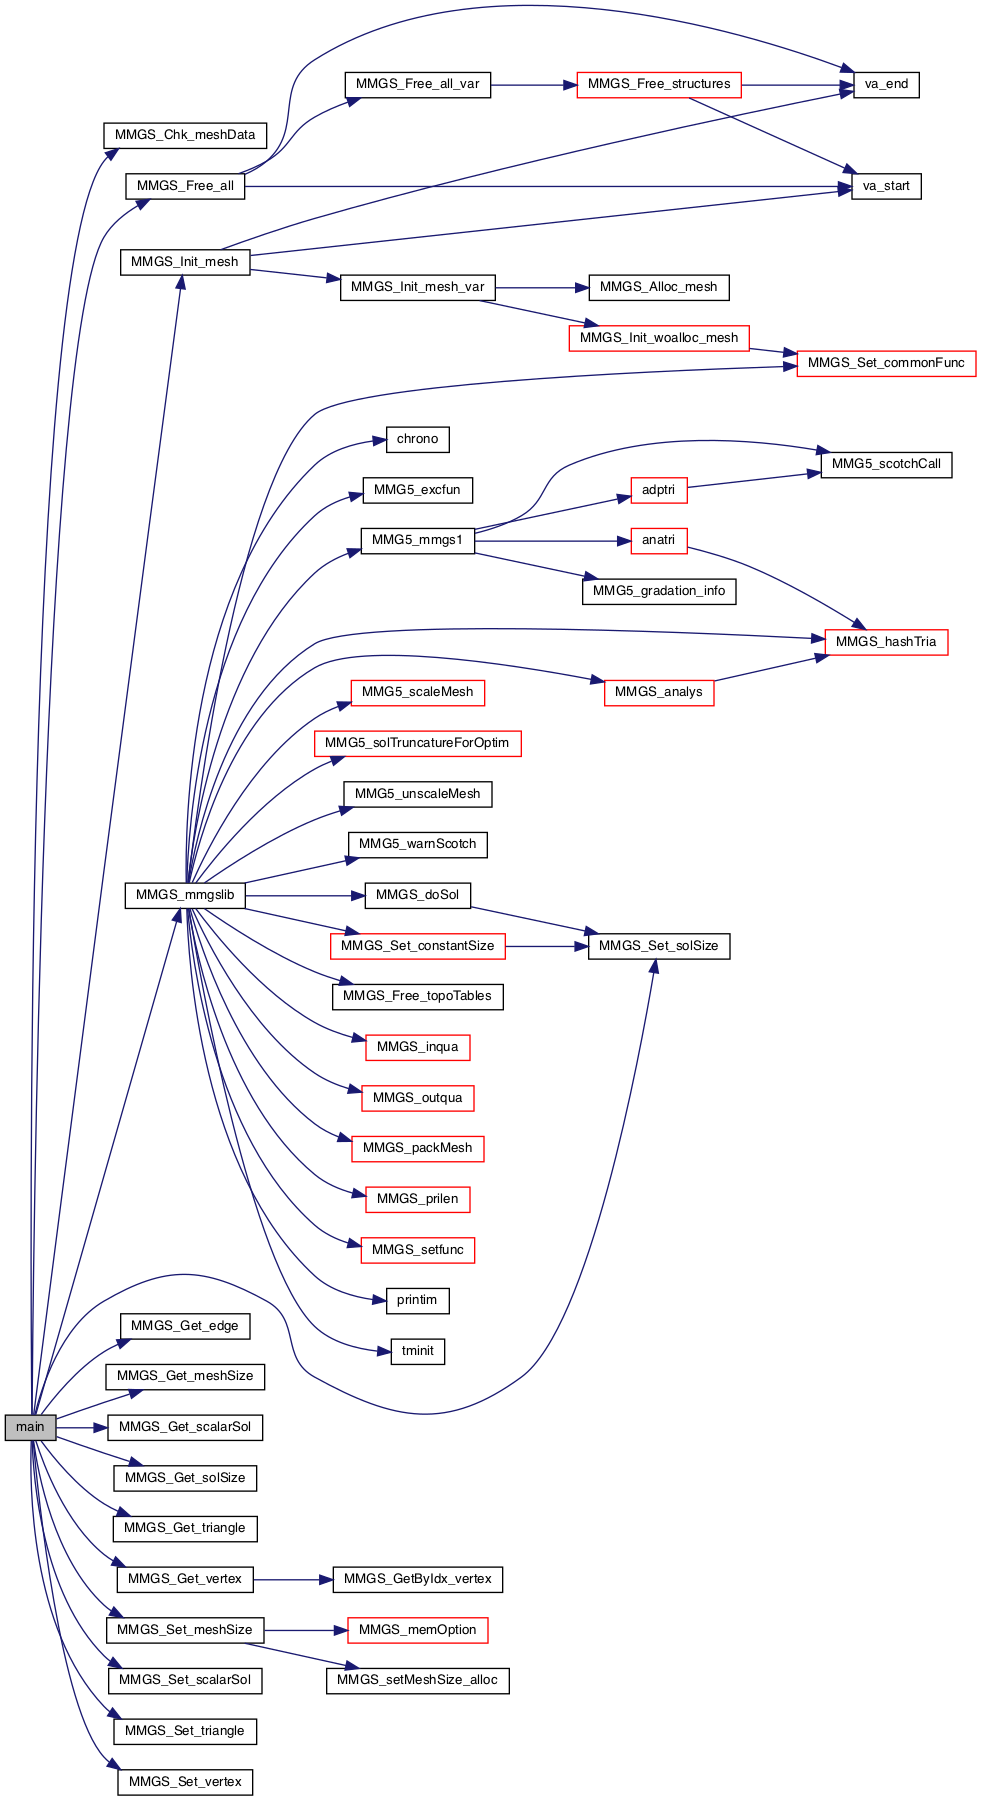 MMGS_Free_all_var
MMGS_Free_structures
va_end
MMGS_Chk_meshData
MMGS_Free_all
va_start
MMGS_Init_mesh
MMGS_Init_mesh_var
MMGS_Alloc_mesh
MMGS_Init_woalloc_mesh
MMGS_Set_commonFunc
chrono
MMG5_scotchCall
MMG5_excfun
adptri
MMG5_mmgs1
anatri
MMG5_gradation_info
MMGS_hashTria
MMG5_scaleMesh
MMGS_analys
MMG5_solTruncatureForOptim
MMG5_unscaleMesh
MMG5_warnScotch
MMGS_mmgslib
MMGS_doSol
MMGS_Set_constantSize
MMGS_Set_solSize
MMGS_Free_topoTables
MMGS_inqua
MMGS_outqua
MMGS_packMesh
MMGS_prilen
MMGS_setfunc
printim
MMGS_Get_edge
tminit
MMGS_Get_meshSize
main
MMGS_Get_scalarSol
MMGS_Get_solSize
MMGS_Get_triangle
MMGS_Get_vertex
MMGS_GetByIdx_vertex
MMGS_Set_meshSize
MMGS_memOption
MMGS_Set_scalarSol
MMGS_setMeshSize_alloc
MMGS_Set_triangle
MMGS_Set_vertex